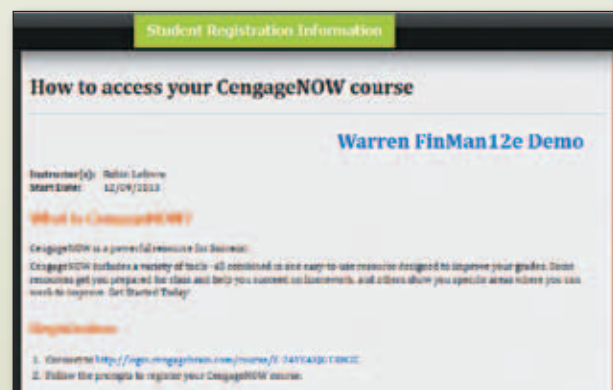 Student Registration Information
How to access your CengageNOW course
Warren FinMan12e Demo
Instructor(s): Robin
Start Date: 12/09/2013
What is CengageNOW?
CengageNOW is a powerful resource for Success:
CengageNOW includes a variety of tools - all combined in one easy-to-use resource designed to improve your grades. Some
resources get you prepared for class and help you succeed on homework, and others show you specific areas where you can
work to improve. Get Started Today!
Registration
1. Connect to
2. Follow the prompts to register your CengageNOW course.